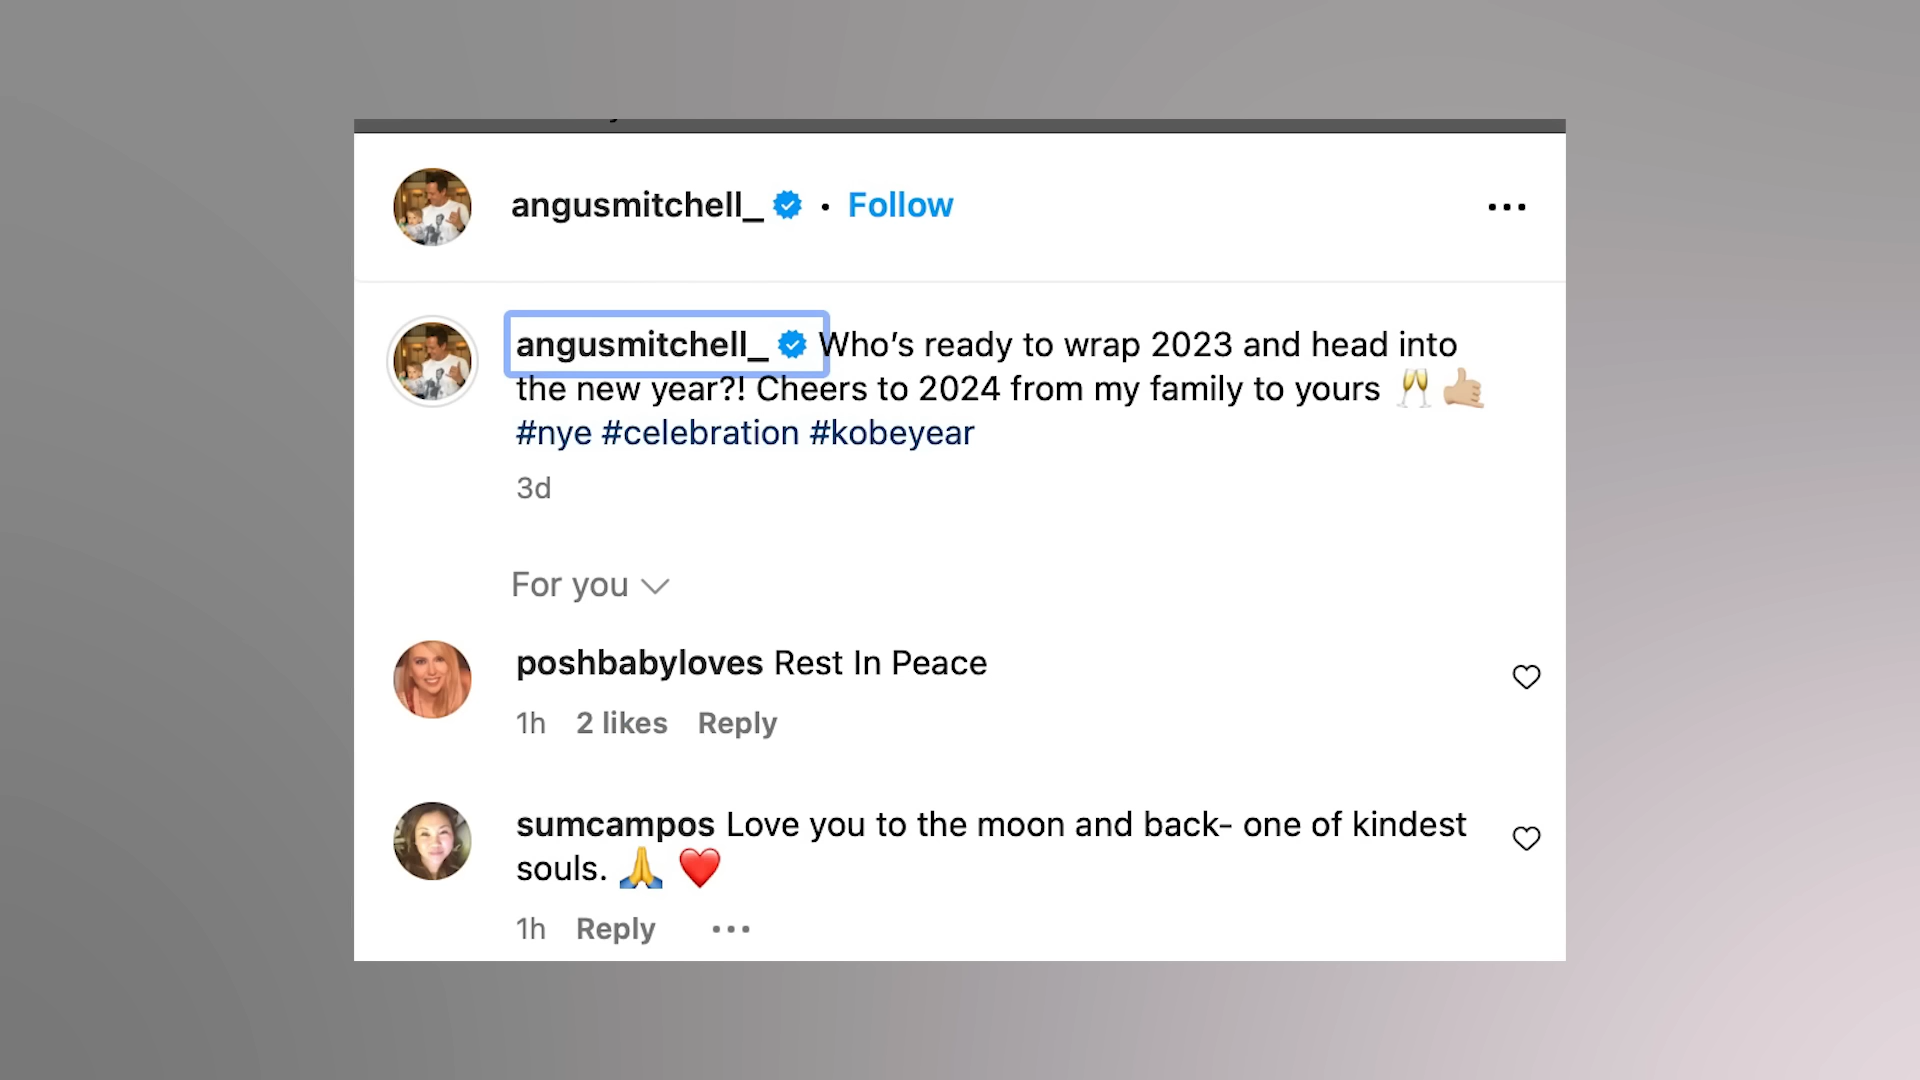 angusmitchell_ • Follow
angusmitchell_ Who’s ready to wrap 2023 and head into
the new year?! Cheers to 2024 from my family to yours 🥂 🤙🏼
#nye #celebration #kobeyear
3d
For you
poshbabyloves Rest In Peace
1h 2 likes Reply
sumcampos Love you to the moon and back- one of kindest
souls. 🙏 ❤️
1h Reply